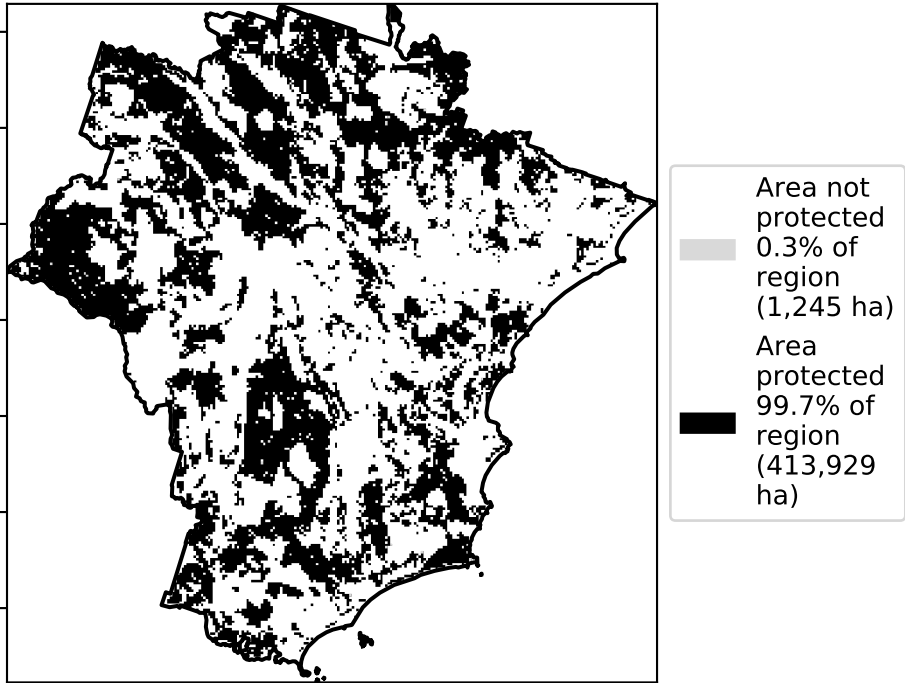 Area not
protected
0.3% of
region
(1,245 ha)
Area
protected
99.7% of
region
(413,929
ha)